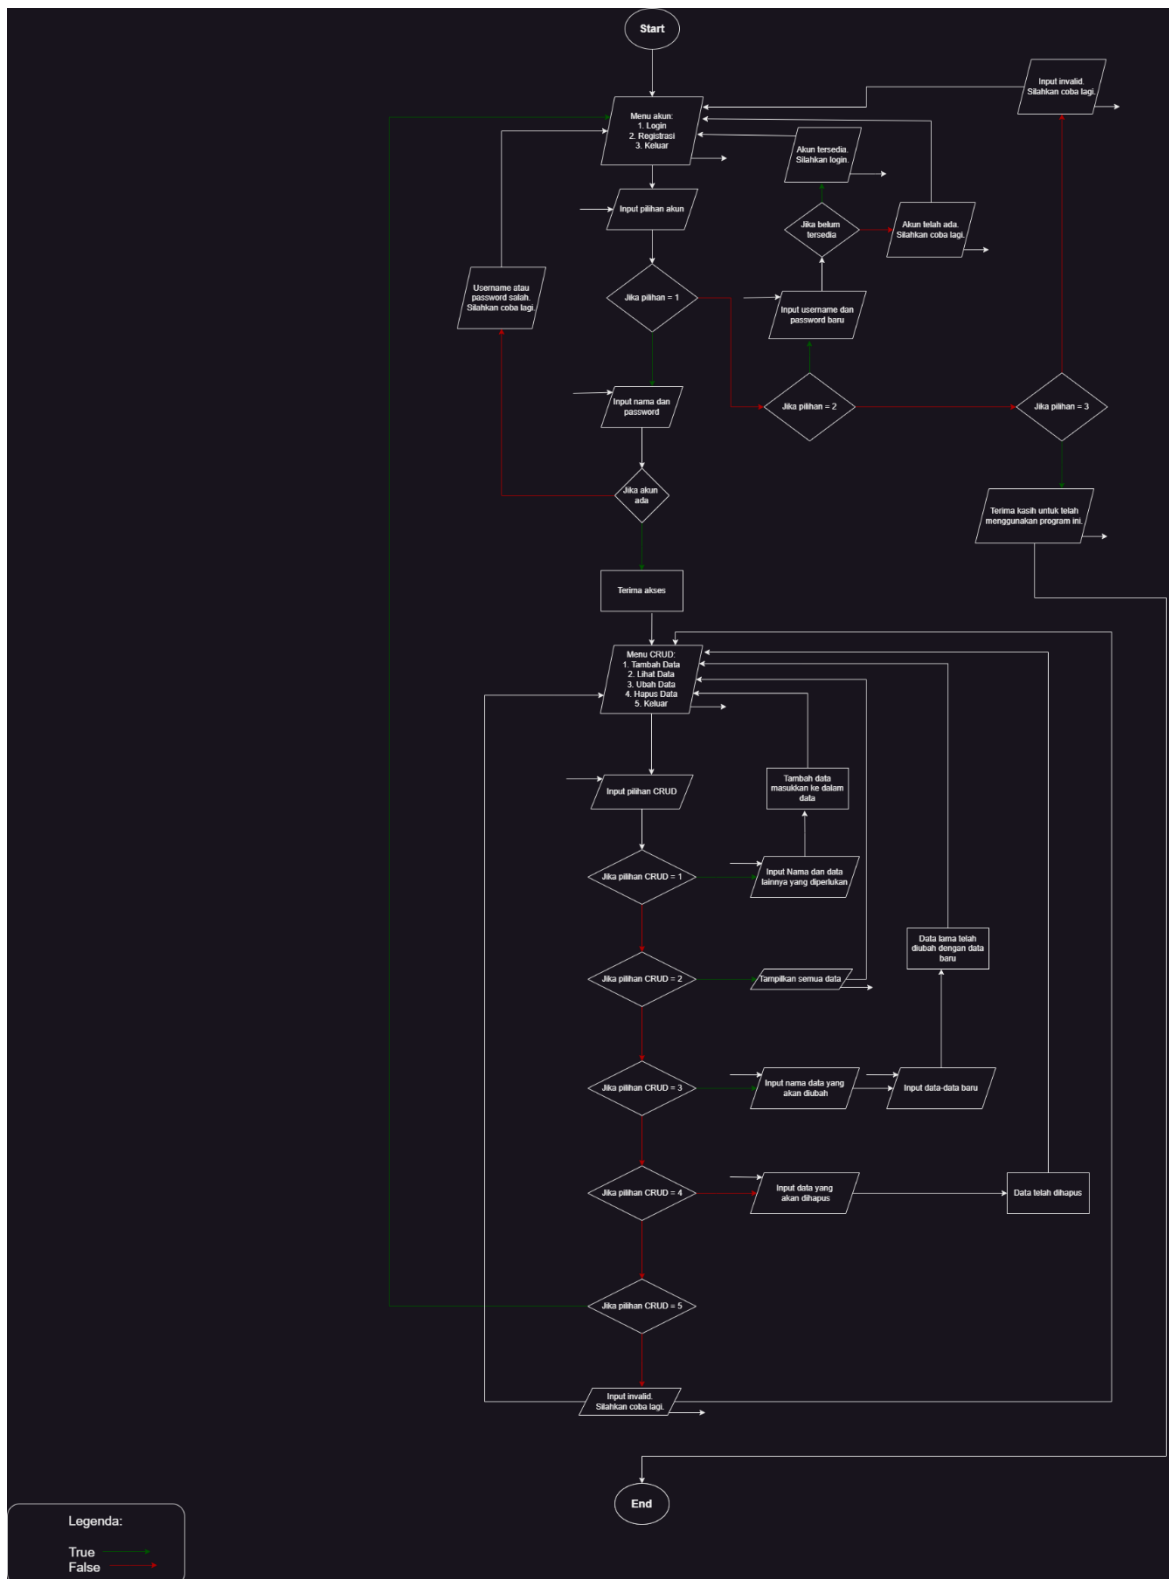 Start
Input invalid.
Silahkan coba lagi.
Menu akun:
1. Login
2. Registrasi
3. Keluar
Akun tersedia.
Silahkan login.
Input pilihan akun
Jika belum
tersedia
Akun telah ada.
Silahkan coba lagi.
Username atau
password salah.
Silahkan coba lagi.
Jika pilihan = 1
Input username dan
password baru
Input nama dan
password
Jika pilihan = 2
Jika pilihan = 3
Jika akun
ada
Terima kasih untuk telah
menggunakan program ini.
Terima akses
Menu CRUD:
1. Tambah Data
2. Lihat Data
3. Ubah Data
4. Hapus Data
5. Keluar
Input pilihan CRUD
Tambah data
masukkan ke dalam
data
Jika pilihan CRUD = 1
Input Nama dan data
lainnya yang diperlukan
Data lama telah
diubah dengan data
baru
Jika pilihan CRUD = 2
Tampilkan semua data
Jika pilihan CRUD = 3
Input nama data yang
akan diubah
Input data-data baru
Jika pilihan CRUD = 4
Input data yang
akan dihapus
Data telah dihapus
Jika pilihan CRUD = 5
Input invalid.
Silahkan coba lagi.
End
Legenda:
True
False